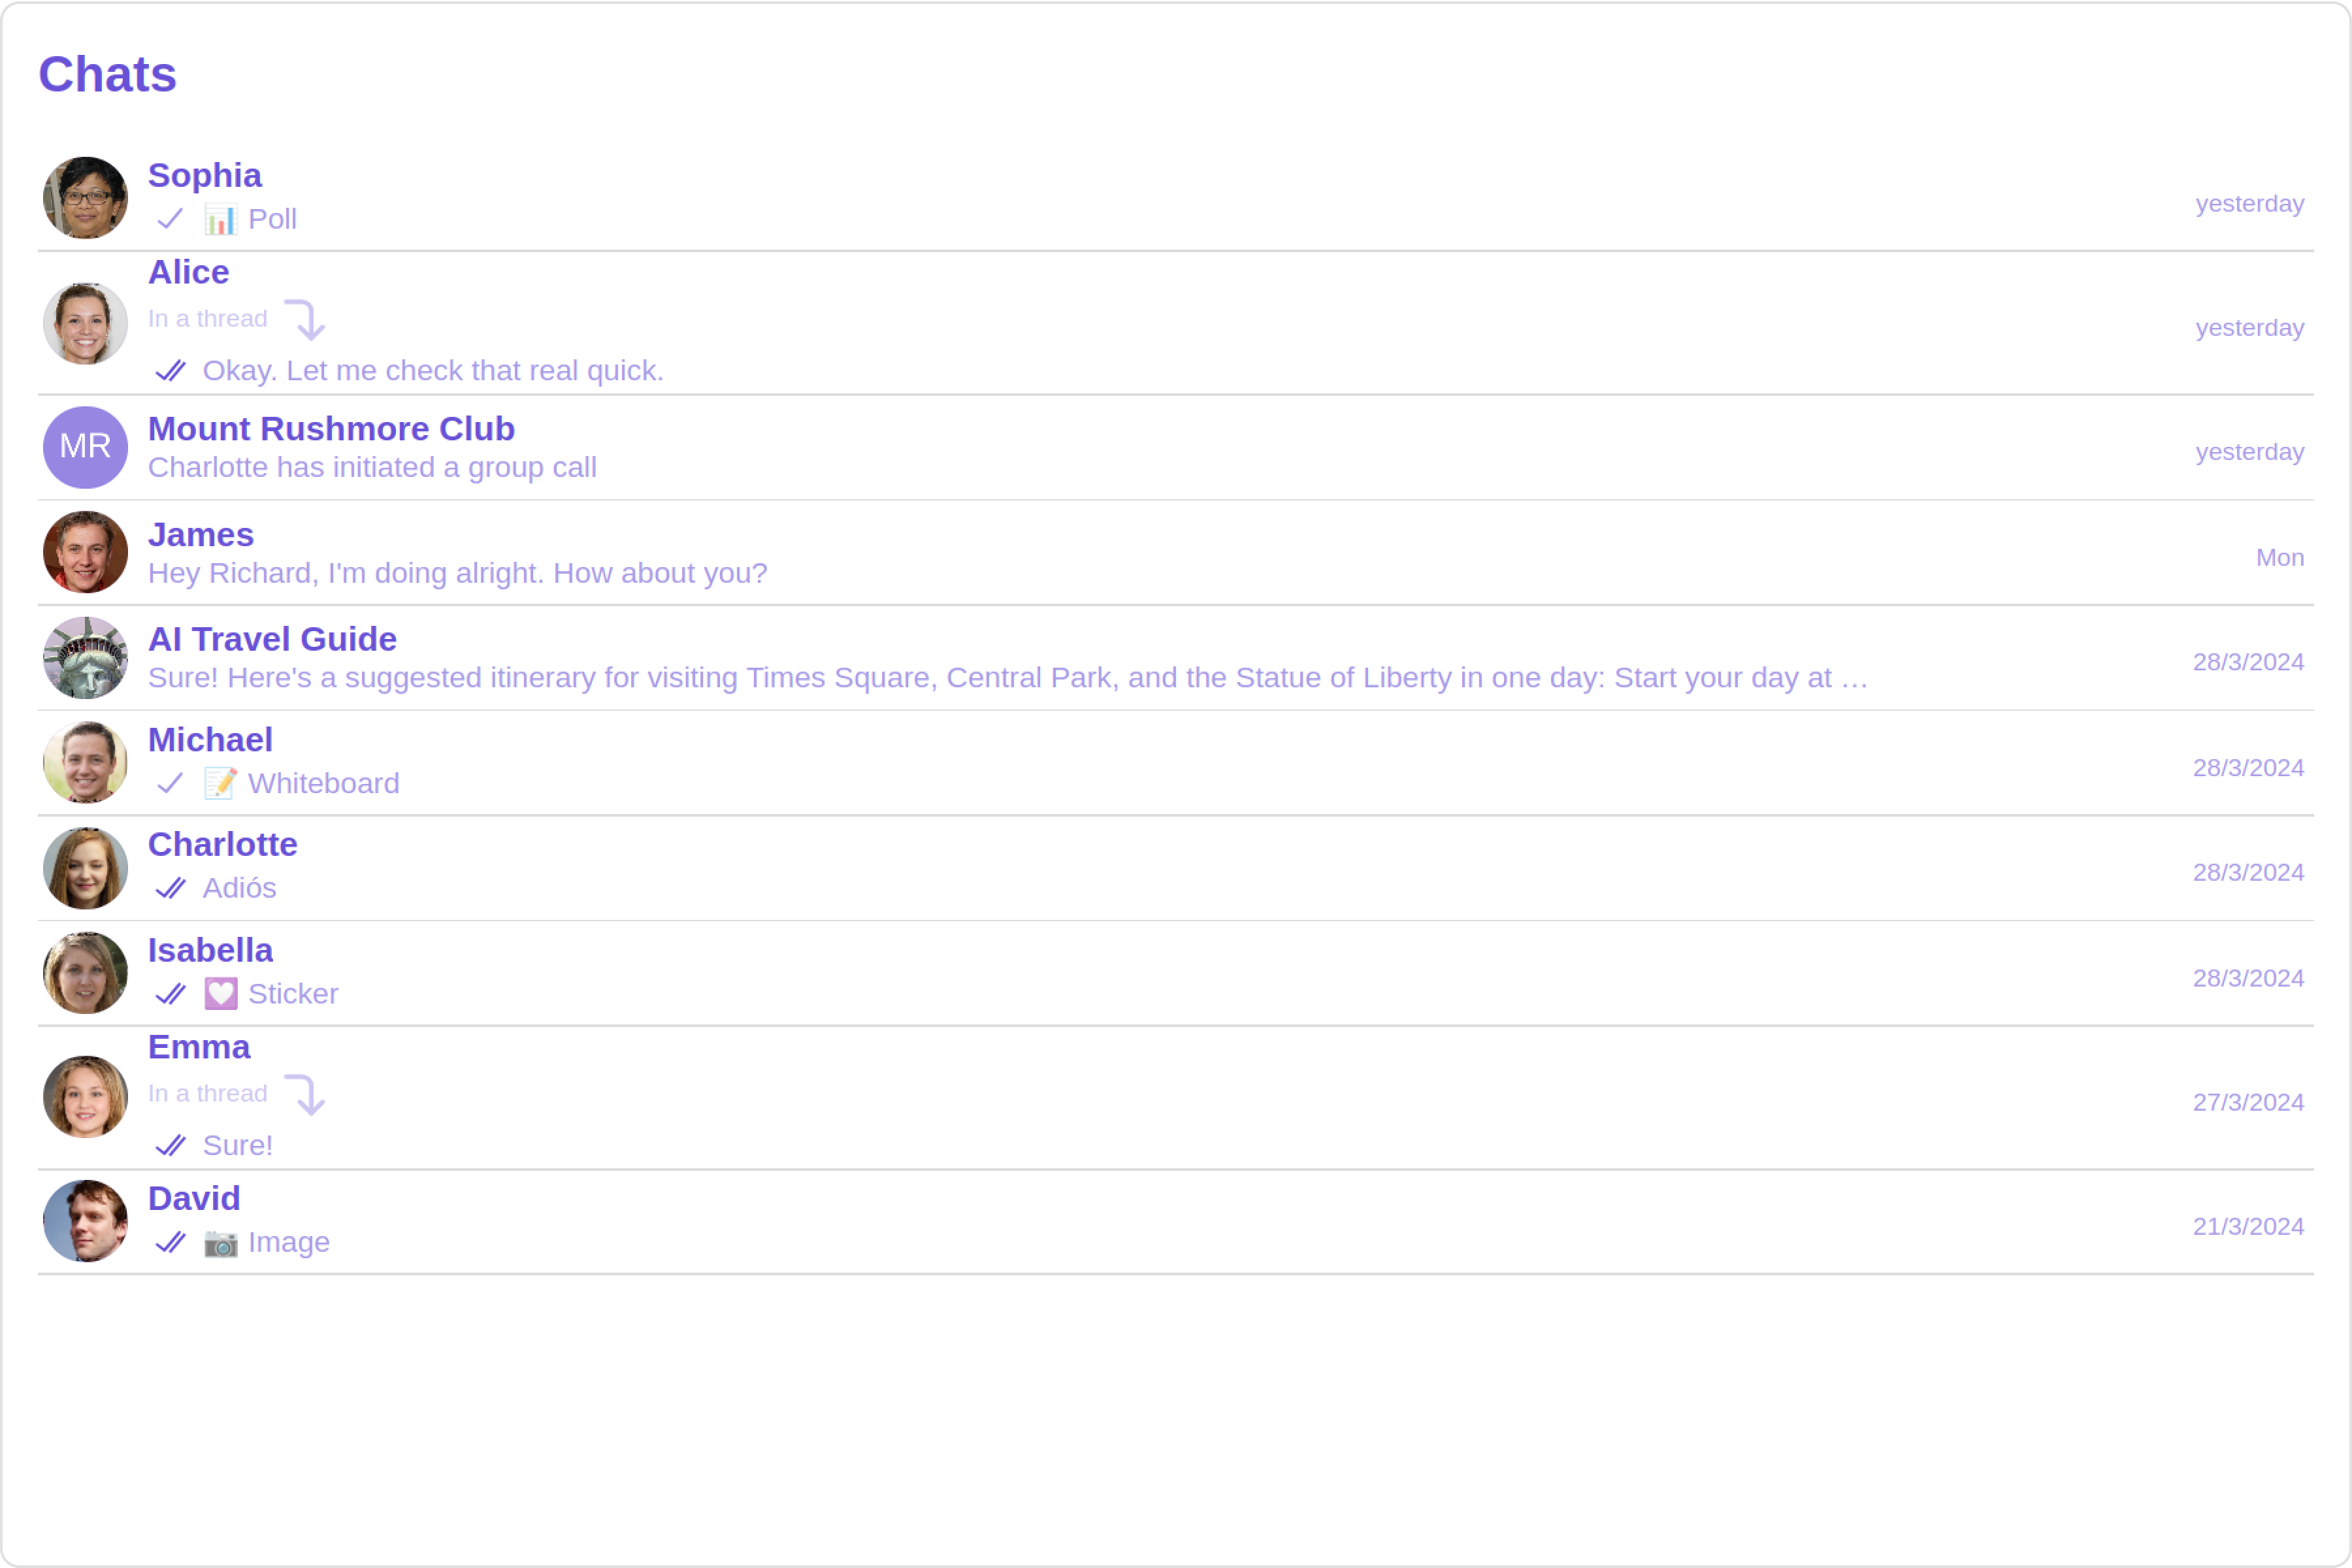 Chats
Sophia
📊 Poll
yesterday
Alice
In a thread
Okay. Let me check that real quick.
yesterday
MR
Mount Rushmore Club
Charlotte has initiated a group call
yesterday
James
Hey Richard, I'm doing alright. How about you?
Mon
AI Travel Guide
Sure! Here's a suggested itinerary for visiting Times Square, Central Park, and the Statue of Liberty in one day: Start your day at …
28/3/2024
Michael
📝 Whiteboard
28/3/2024
Charlotte
Adiós
28/3/2024
Isabella
💟 Sticker
28/3/2024
Emma
In a thread
Sure!
27/3/2024
David
📷 Image
21/3/2024